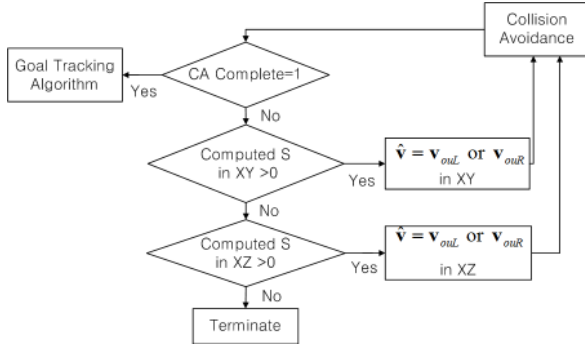 Collision
Avoidance
Goal Tracking
Algorithm
CA Complete=1
Yes
No
Computed S
in XY >0
Yes
v̂ = v_ouL or v_ouR
in XY
No
Computed S
in XZ >0
Yes
v̂ = v_ouL or v_ouR
in XZ
No
Terminate